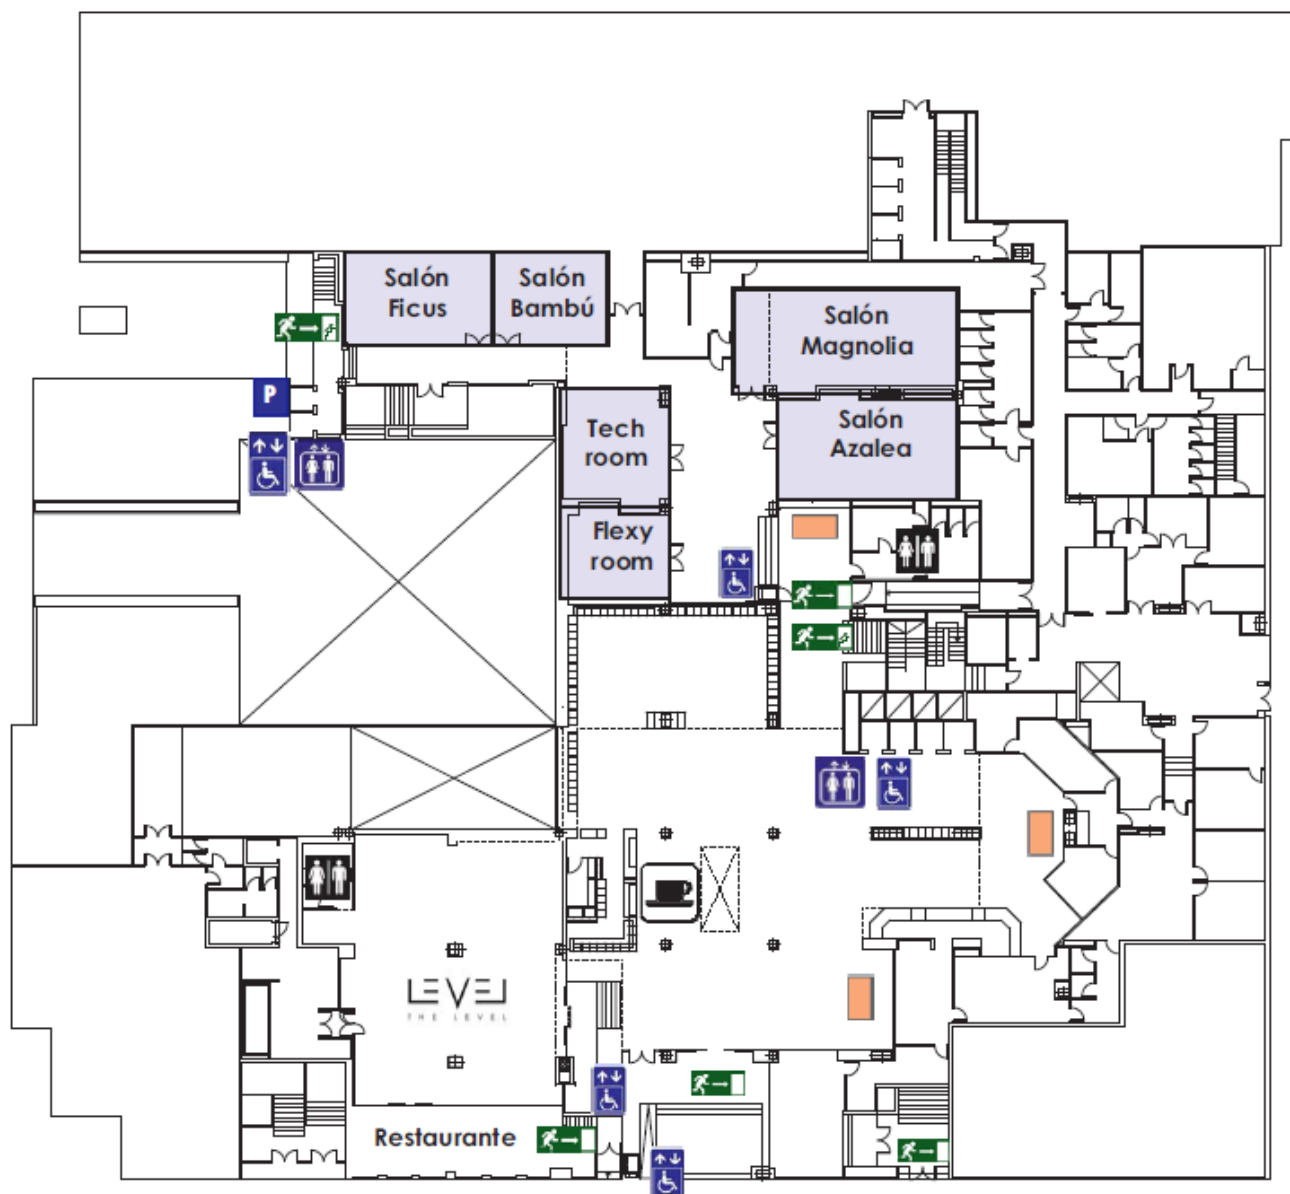 Salón
Ficus
Salón
Bambú
Salón
Magnolia
P
Salón
Azalea
Tech
room
Flexy
room
LEVEL
THE LEVEL
Restaurante